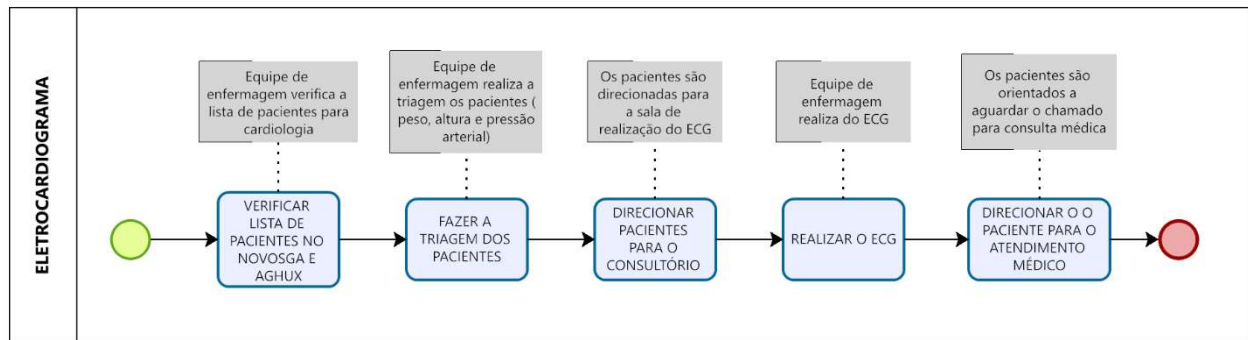 ELETROCARDIOGRAMA
Equipe de
enfermagem verifica a
lista de pacientes para
cardiologia
Equipe de
enfermagem realiza a
triagem os pacientes (
peso, altura e pressão
arterial)
Os pacientes são
direcionadas para
a sala de
realização do ECG
Equipe de
enfermagem
realiza do ECG
Os pacientes são
orientados a
aguardar o chamado
para consulta médica
VERIFICAR
LISTA DE
PACIENTES NO
NOVOSGA E
AGHUX
FAZER A
TRIAGEM DOS
PACIENTES
DIRECIONAR
PACIENTES
PARA O
CONSULTÓRIO
REALIZAR O ECG
DIRECIONAR O O
PACIENTE PARA O
ATENDIMENTO
MÉDICO